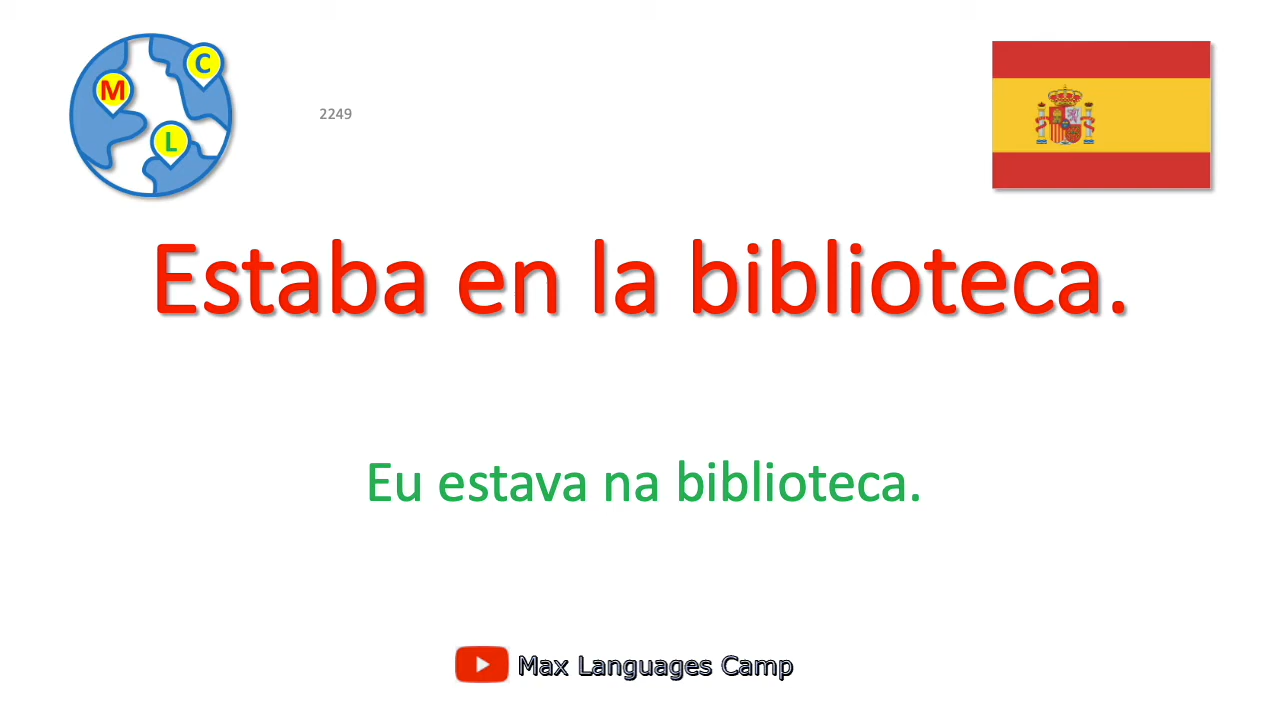 C
M
L
2249
Estaba en la biblioteca.
Eu estava na biblioteca.
Max Languages Camp